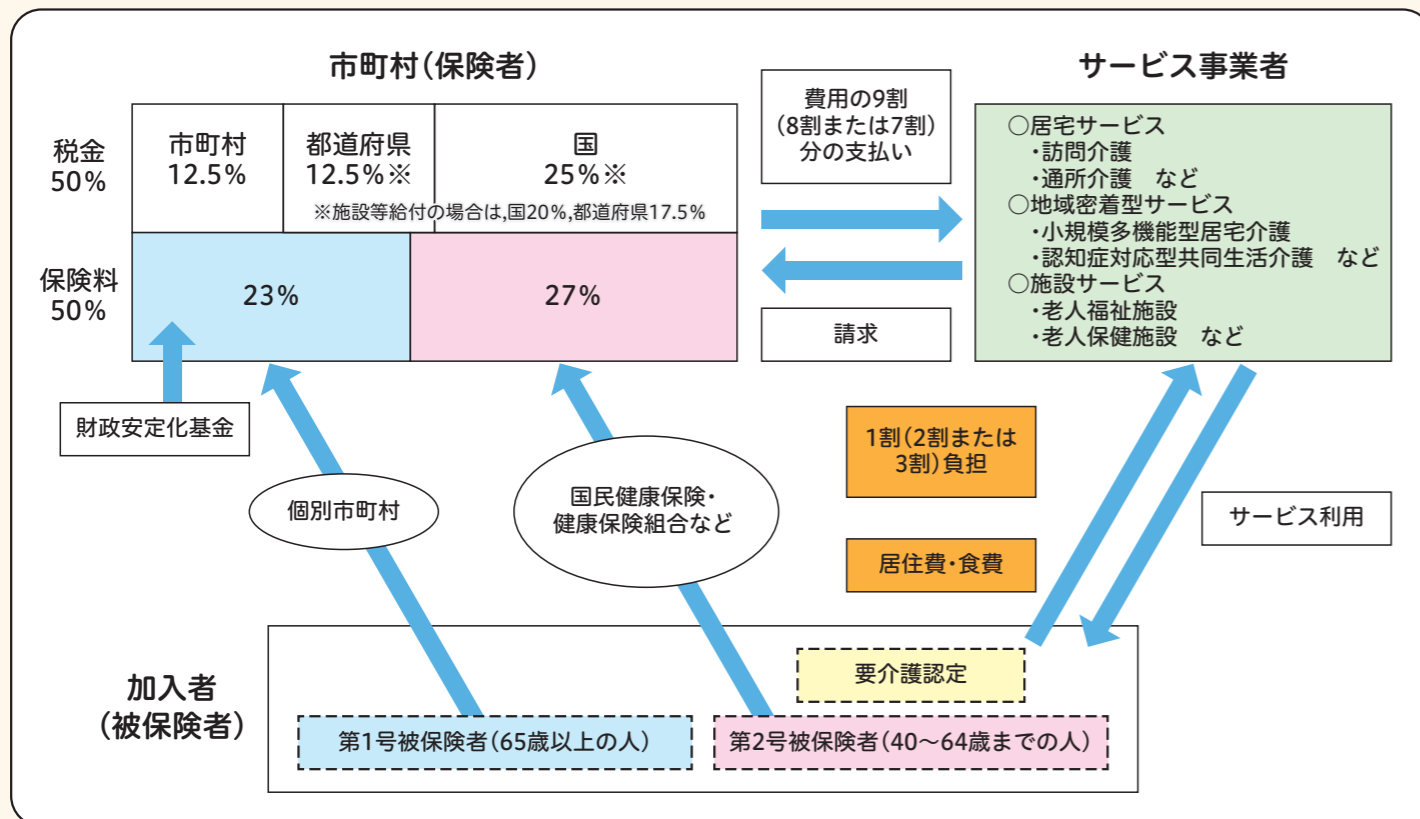 市町村(保険者)
税金
50%
市町村
12.5%
都道府県
12.5%※
国
25%※
※施設等給付の場合は,国20%,都道府県17.5%
保険料
50%
23%
27%
財政安定化基金
費用の9割
(8割または7割)
分の支払い
請求
サービス事業者
○居宅サービス
・訪問介護
・通所介護 など
○地域密着型サービス
・小規模多機能型居宅介護
・認知症対応型共同生活介護 など
○施設サービス
・老人福祉施設
・老人保健施設 など
個別市町村
国民健康保険・
健康保険組合など
1割(2割または
3割)負担
居住費・食費
サービス利用
加入者
(被保険者)
要介護認定
第1号被保険者(65歳以上の人)
第2号被保険者(40〜64歳までの人)